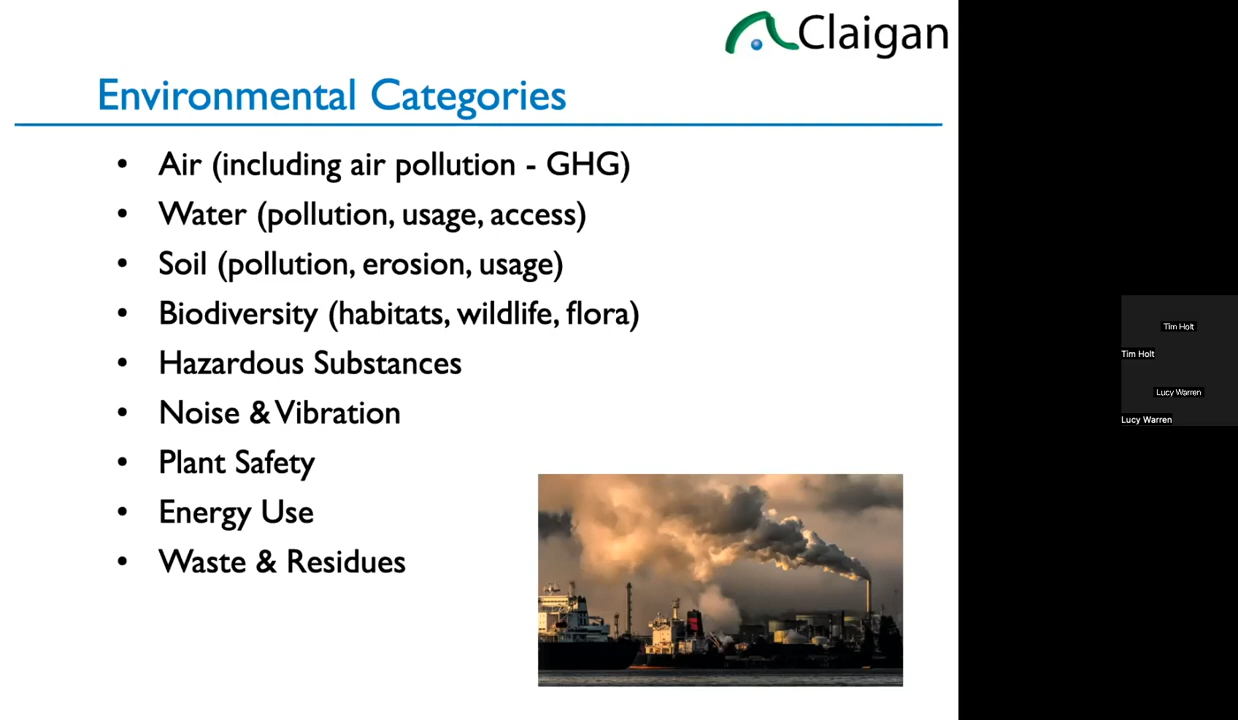 Claigan
Environmental Categories
• Air (including air pollution - GHG)
• Water (pollution, usage, access)
• Soil (pollution, erosion, usage)
• Biodiversity (habitats, wildlife, flora)
• Hazardous Substances
• Noise & Vibration
• Plant Safety
• Energy Use
• Waste & Residues
Tim Holt
Tim Holt
Lucy Warren
Lucy Warren